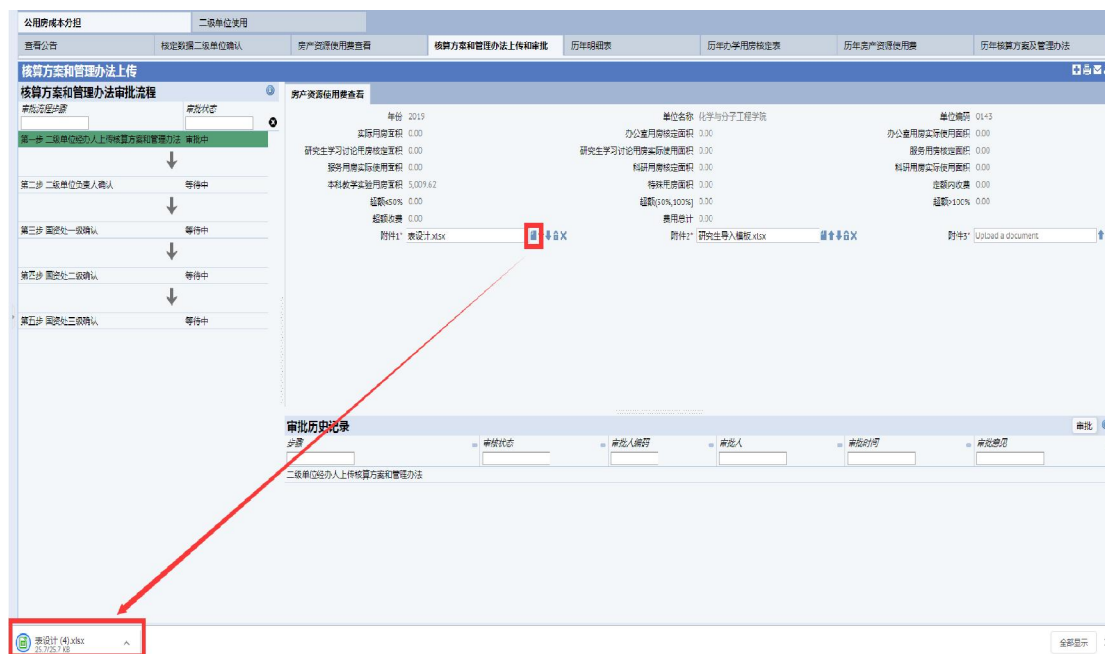 公用房成本分担 二级单位使用
查看公告 核定数据二级单位确认 房产资源使用费查看 核算方案和管理办法上传和审批 历年明细表 历年办学用房核定表 历年房产资源使用费 历年核算方案及管理办法
核算方案和管理办法上传
核算方案和管理办法审批流程
审批流程步骤 审批状态
第一步 二级单位经办人上传核算方案和管理办法 审批中
第二步 二级单位负责人确认 等待中
第三步 国资处一级确认 等待中
第四步 国资处二级确认 等待中
第五步 国资处三级确认 等待中
房产资源使用费查看
年份 2019 单位名称 化学与分子工程学院 单位编码 0143
实际用房面积 0.00 办公室用房核定面积 0.00 办公室用房实际使用面积 0.00
研究生学习讨论用房核定面积 0.00 研究生学习讨论用房实际使用面积 0.00 服务用房核定面积 0.00
服务用房实际使用面积 0.00 科研用房核定面积 0.00 科研用房实际使用面积 0.00
本科教学实验用房面积 5,009.62 特殊用房面积 0.00 定额内收费 0.00
超额≤50% 0.00 超额(50%,100%] 0.00 超额>100% 0.00
超额收费 0.00 费用总计 0.00
附件1* 表设计.xlsx 附件2* 研究生导入模板.xlsx 附件3* Upload a document
审批历史记录 审批
步骤 审核状态 审批人编码 审批人 审批时间 审批意见
二级单位经办人上传核算方案和管理办法
表设计 (4).xlsx
25.7/25.7 KB
全部显示